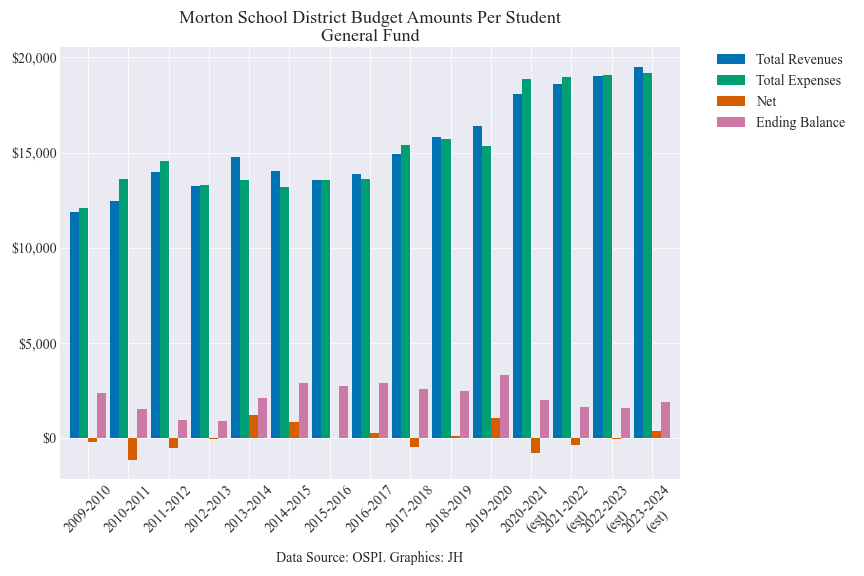 Morton School District Budget Amounts Per Student
General Fund
Total Revenues
Total Expenses
Net
Ending Balance
$20,000
$15,000
$10,000
$5,000
$0
2009-2010
2010-2011
2011-2012
2012-2013
2013-2014
2014-2015
2015-2016
2016-2017
2017-2018
2018-2019
2019-2020
2020-2021
(est)
2021-2022
(est)
2022-2023
(est)
2023-2024
(est)
Data Source: OSPI. Graphics: JH